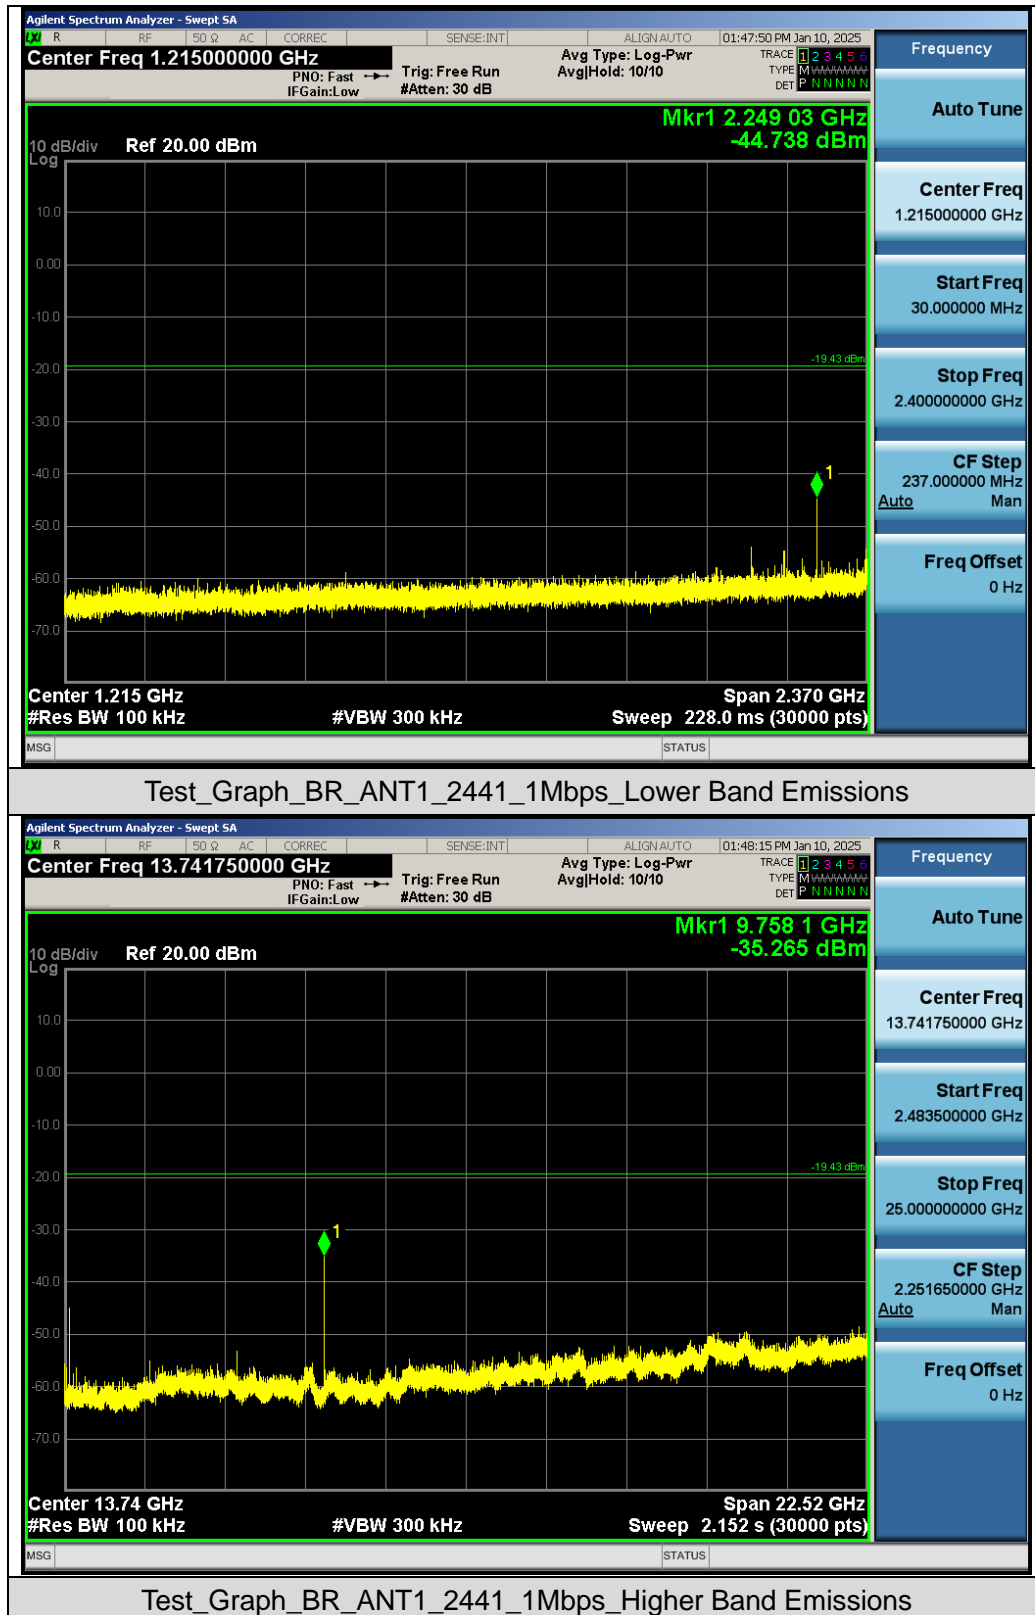 Agilent Spectrum Analyzer - Swept SA
LXI R RF 50 Ω AC CORREC SENSE:INT ALIGN AUTO 01:47:50 PM Jan 10, 2025
Center Freq 1.215000000 GHz
PNO: Fast
IFGain:Low
Trig: Free Run
#Atten: 30 dB
Avg Type: Log-Pwr
Avg|Hold: 10/10
TRACE 1 2 3 4 5 6
TYPE M
DET P N N N N N
Mkr1 2.249 03 GHz
-44.738 dBm
10 dB/div Ref 20.00 dBm
Log
10.0
0.00
-10.0
-19.43 dBm
-20.0
-30.0
-40.0
1
-50.0
-60.0
-70.0
Center 1.215 GHz Span 2.370 GHz
#Res BW 100 kHz #VBW 300 kHz Sweep 228.0 ms (30000 pts)
MSG STATUS
Frequency
Auto Tune
Center Freq
1.215000000 GHz
Start Freq
30.000000 MHz
Stop Freq
2.400000000 GHz
CF Step
237.000000 MHz
Auto Man
Freq Offset
0 Hz
Test_Graph_BR_ANT1_2441_1Mbps_Lower Band Emissions
Agilent Spectrum Analyzer - Swept SA
LXI R RF 50 Ω AC CORREC SENSE:INT ALIGN AUTO 01:48:15 PM Jan 10, 2025
Center Freq 13.741750000 GHz
PNO: Fast
IFGain:Low
Trig: Free Run
#Atten: 30 dB
Avg Type: Log-Pwr
Avg|Hold: 10/10
TRACE 1 2 3 4 5 6
TYPE M
DET P N N N N N
Mkr1 9.758 1 GHz
-35.265 dBm
10 dB/div Ref 20.00 dBm
Log
10.0
0.00
-10.0
-19.43 dBm
-20.0
-30.0
1
-40.0
-50.0
-60.0
-70.0
Center 13.74 GHz Span 22.52 GHz
#Res BW 100 kHz #VBW 300 kHz Sweep 2.152 s (30000 pts)
MSG STATUS
Frequency
Auto Tune
Center Freq
13.741750000 GHz
Start Freq
2.483500000 GHz
Stop Freq
25.000000000 GHz
CF Step
2.251650000 GHz
Auto Man
Freq Offset
0 Hz
Test_Graph_BR_ANT1_2441_1Mbps_Higher Band Emissions